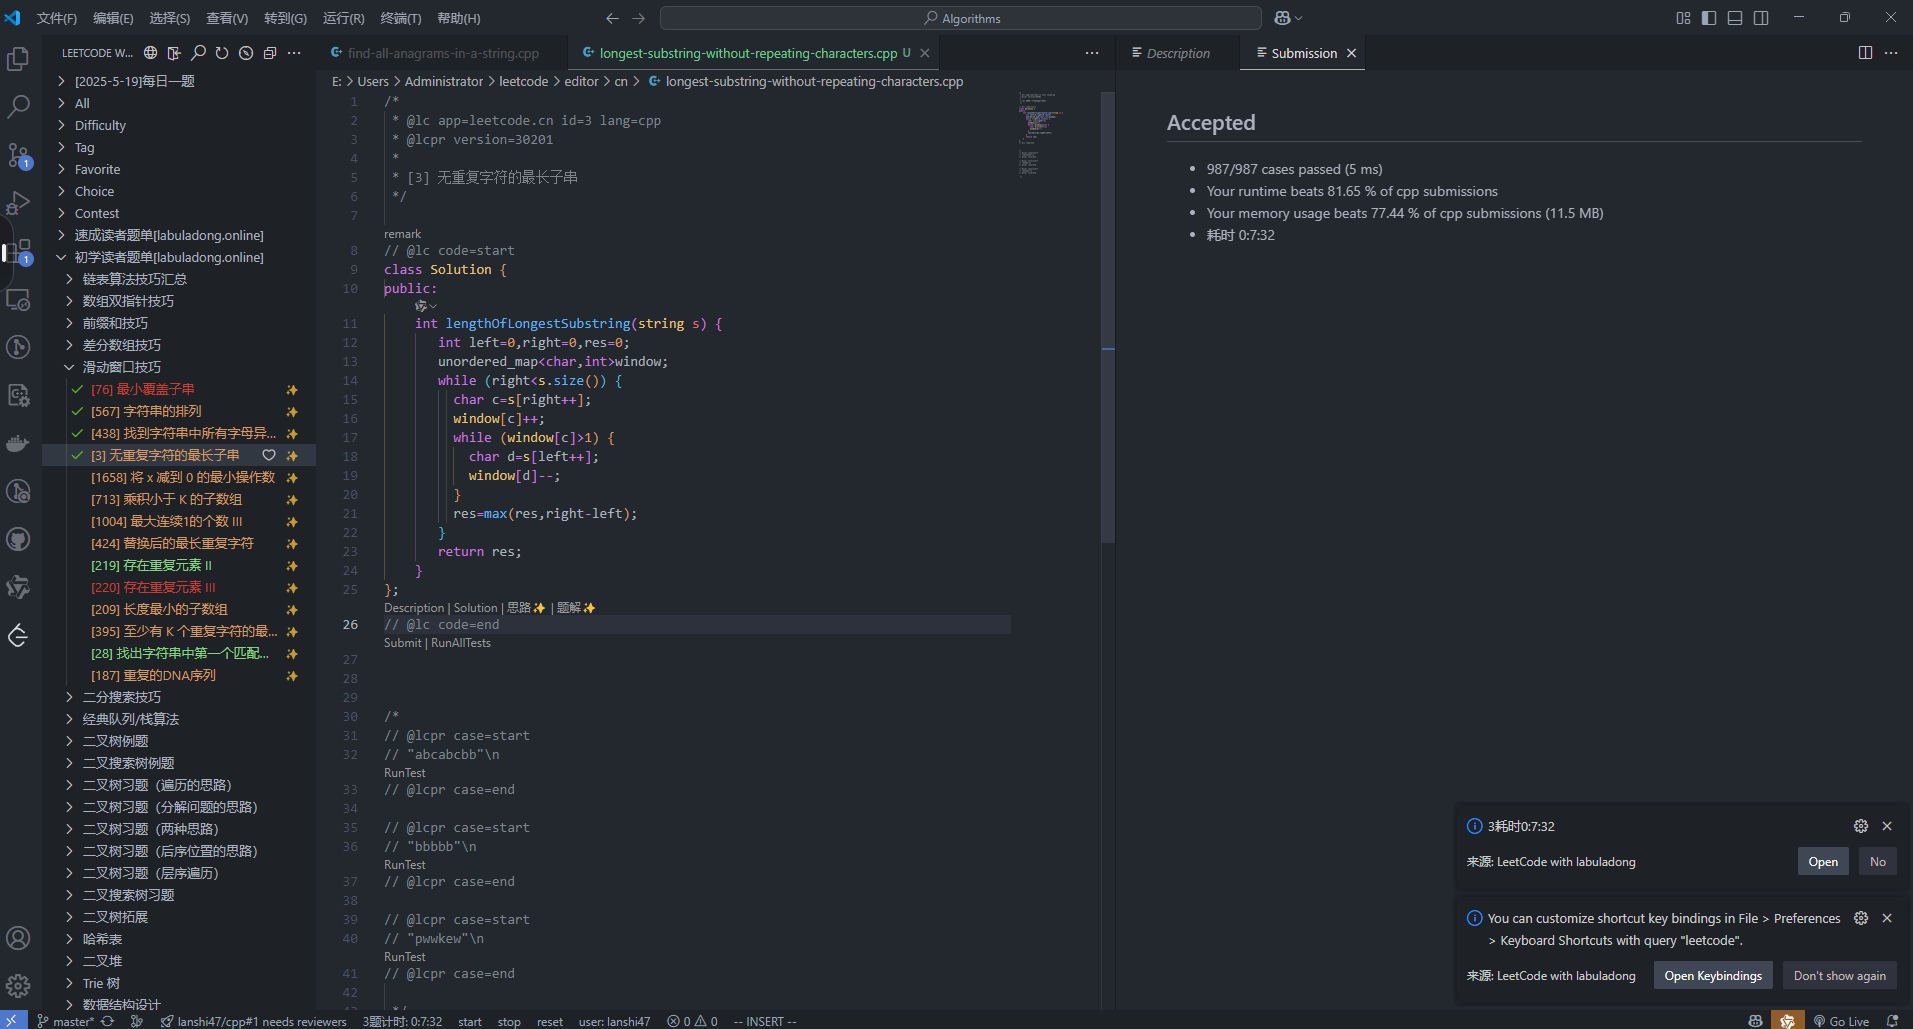 文件(F) 编辑(E) 选择(S) 查看(V) 转到(G) 运行(R) 终端(T) 帮助(H)
Algorithms
LEETCODE W...
[2025-5-19]每日一题
All
Difficulty
Tag
Favorite
Choice
Contest
速成读者题单[labuladong.online]
初学读者题单[labuladong.online]
链表算法技巧汇总
数组双指针技巧
前缀和技巧
差分数组技巧
滑动窗口技巧
[76] 最小覆盖子串
[567] 字符串的排列
[438] 找到字符串中所有字母异...
[3] 无重复字符的最长子串
[1658] 将 x 减到 0 的最小操作数
[713] 乘积小于 K 的子数组
[1004] 最大连续1的个数 III
[424] 替换后的最长重复字符
[219] 存在重复元素 II
[220] 存在重复元素 III
[209] 长度最小的子数组
[395] 至少有 K 个重复字符的最...
[28] 找出字符串中第一个匹配...
[187] 重复的DNA序列
二分搜索技巧
经典队列/栈算法
二叉树例题
二叉搜索树例题
二叉树习题（遍历的思路）
二叉树习题（分解问题的思路）
二叉树习题（两种思路）
二叉树习题（后序位置的思路）
二叉树习题（层序遍历）
二叉搜索树习题
二叉树拓展
哈希表
二叉堆
Trie 树
数据结构设计
1
1
find-all-anagrams-in-a-string.cpp
longest-substring-without-repeating-characters.cpp U
E: > Users > Administrator > leetcode > editor > cn > longest-substring-without-repeating-characters.cpp
1 /*
2 * @lc app=leetcode.cn id=3 lang=cpp
3 * @lcpr version=30201
4 *
5 * [3] 无重复字符的最长子串
6 */
7
remark
8 // @lc code=start
9 class Solution {
10 public:
11 int lengthOfLongestSubstring(string s) {
12 int left=0,right=0,res=0;
13 unordered_map<char,int>window;
14 while (right<s.size()) {
15 char c=s[right++];
16 window[c]++;
17 while (window[c]>1) {
18 char d=s[left++];
19 window[d]--;
20 }
21 res=max(res,right-left);
22 }
23 return res;
24 }
25 };
Description | Solution | 思路✨ | 题解✨
26 // @lc code=end
Submit | RunAllTests
27
28
29
30 /*
31 // @lcpr case=start
32 // "abcabcbb"\n
RunTest
33 // @lcpr case=end
34
35 // @lcpr case=start
36 // "bbbbb"\n
RunTest
37 // @lcpr case=end
38
39 // @lcpr case=start
40 // "pwwkew"\n
RunTest
41 // @lcpr case=end
42
Description
Submission
Accepted
• 987/987 cases passed (5 ms)
• Your runtime beats 81.65 % of cpp submissions
• Your memory usage beats 77.44 % of cpp submissions (11.5 MB)
• 耗时 0:7:32
3耗时0:7:32
来源: LeetCode with labuladong
Open
No
You can customize shortcut key bindings in File > Preferences
> Keyboard Shortcuts with query "leetcode".
来源: LeetCode with labuladong
Open Keybindings
Don't show again
master*
lanshi47/cpp#1 needs reviewers
3题计时: 0:7:32
start
stop
reset
user: lanshi47
0 0
-- INSERT --
Go Live